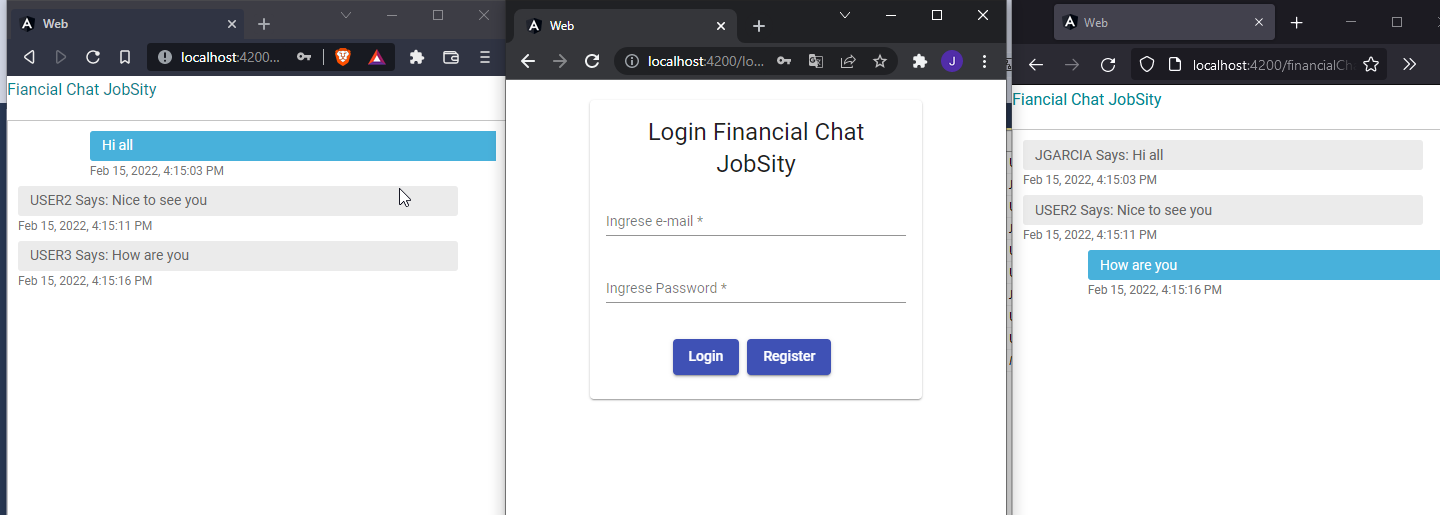 Web
localhost:4200...
Fiancial Chat JobSity
Hi all
Feb 15, 2022, 4:15:03 PM
USER2 Says: Nice to see you
Feb 15, 2022, 4:15:11 PM
USER3 Says: How are you
Feb 15, 2022, 4:15:16 PM
Web
localhost:4200/lo...
J
Login Financial Chat
JobSity
Ingrese e-mail *
Ingrese Password *
Login Register
Web
localhost:4200/financialCh
Fiancial Chat JobSity
JGARCIA Says: Hi all
Feb 15, 2022, 4:15:03 PM
USER2 Says: Nice to see you
Feb 15, 2022, 4:15:11 PM
How are you
Feb 15, 2022, 4:15:16 PM